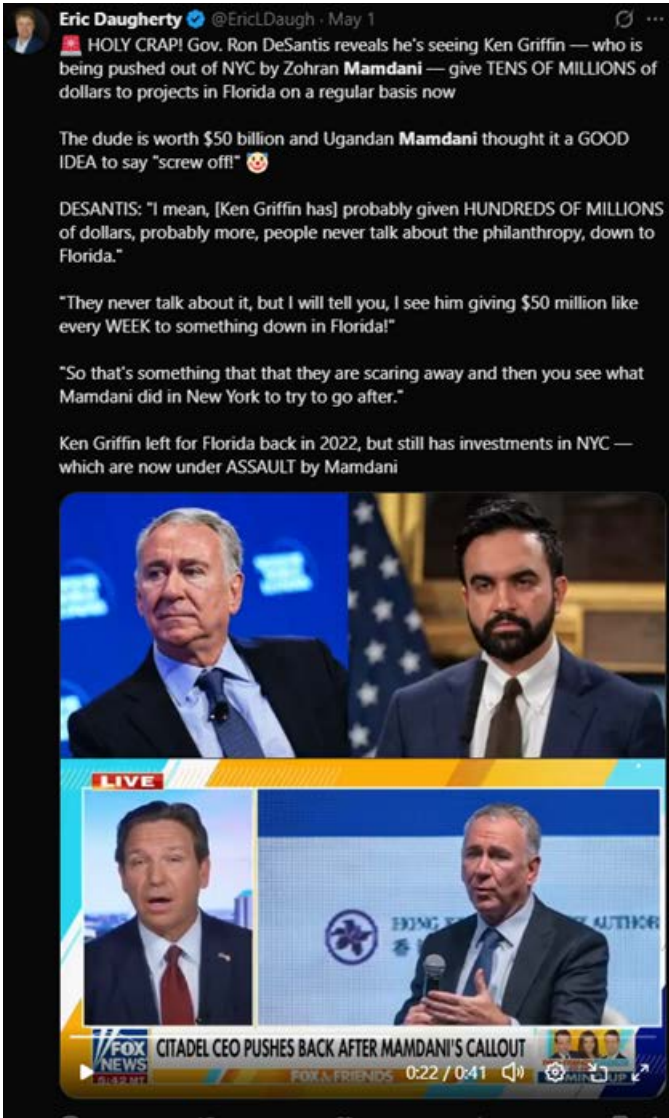 Eric Daugherty @EricLDaugh · May 1
🚨 HOLY CRAP! Gov. Ron DeSantis reveals he's seeing Ken Griffin — who is
being pushed out of NYC by Zohran Mamdani — give TENS OF MILLIONS of
dollars to projects in Florida on a regular basis now
The dude is worth $50 billion and Ugandan Mamdani thought it a GOOD
IDEA to say "screw off!" 🤡
DESANTIS: "I mean, [Ken Griffin has] probably given HUNDREDS OF MILLIONS
of dollars, probably more, people never talk about the philanthropy, down to
Florida."
"They never talk about it, but I will tell you, I see him giving $50 million like
every WEEK to something down in Florida!"
"So that's something that that they are scaring away and then you see what
Mamdani did in New York to try to go after."
Ken Griffin left for Florida back in 2022, but still has investments in NYC —
which are now under ASSAULT by Mamdani
LIVE
HONG
AUTHOR
香
FOX
NEWS
CITADEL CEO PUSHES BACK AFTER MAMDANI'S CALLOUT
5:42 MT
FOX & FRIENDS
0:22 / 0:41